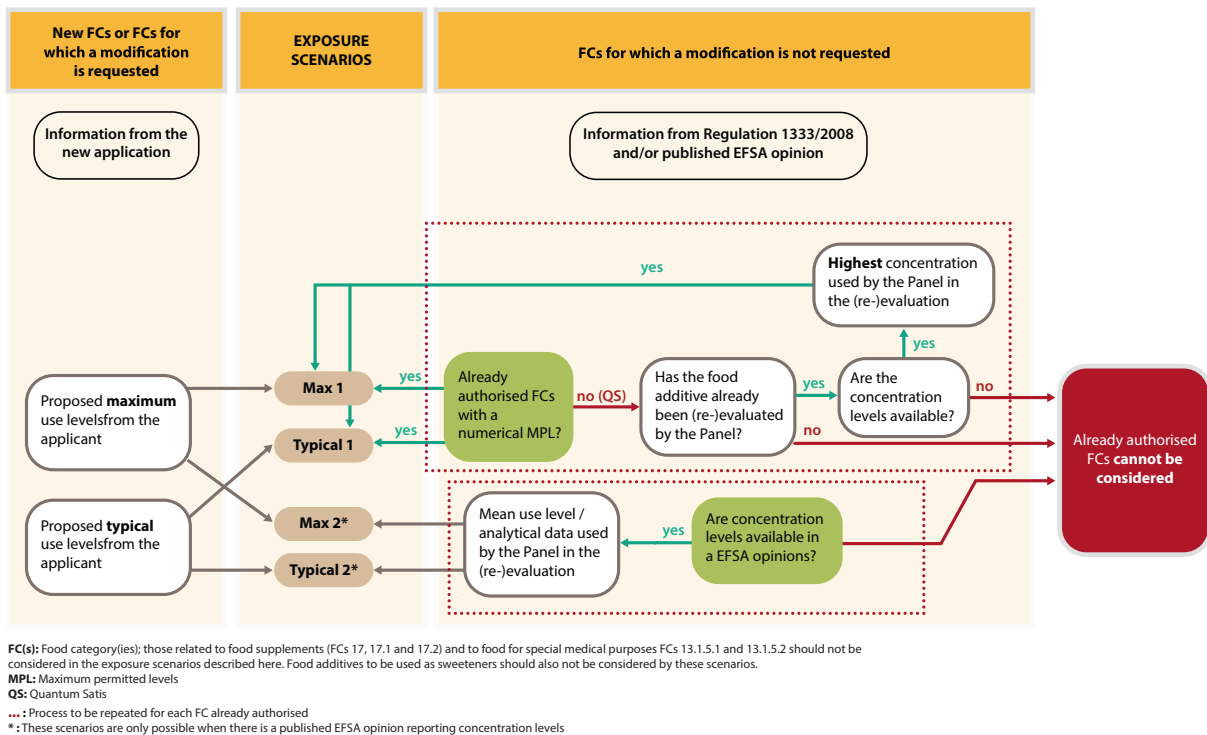 New FCs or FCs for
which a modification
is requested
EXPOSURE
SCENARIOS
FCs for which a modification is not requested
Information from the
new application
Information from Regulation 1333/2008
and/or published EFSA opinion
yes
Highest concentration
used by the Panel in
the (re-)evaluation
yes
Proposed maximum
use levelsfrom the
applicant
Max 1
yes
Typical 1
yes
Already
authorised FCs
with a
numerical MPL?
no (QS)
Has the food
additive already
been (re-)evaluated
by the Panel?
yes
no
Are the
concentration
levels available?
no
Already authorised
FCs cannot be
considered
Proposed typical
use levelsfrom the
applicant
Max 2*
Typical 2*
Mean use level /
analytical data used
by the Panel in the
(re-)evaluation
yes
Are concentration
levels available in
a EFSA opinions?
FC(s): Food category(ies); those related to food supplements (FCs 17, 17.1 and 17.2) and to food for special medical purposes FCs 13.1.5.1 and 13.1.5.2 should not be
considered in the exposure scenarios described here. Food additives to be used as sweeteners should also not be considered by these scenarios.
MPL: Maximum permitted levels
QS: Quantum Satis
... : Process to be repeated for each FC already authorised
* : These scenarios are only possible when there is a published EFSA opinion reporting concentration levels